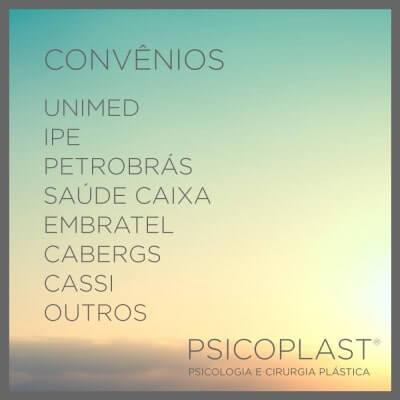 CONVÊNIOS
UNIMED
IPE
PETROBRÁS
SAÚDE CAIXA
EMBRATEL
CABERGS
CASSI
OUTROS
PSICOPLAST®
PSICOLOGIA E CIRURGIA PLÁSTICA